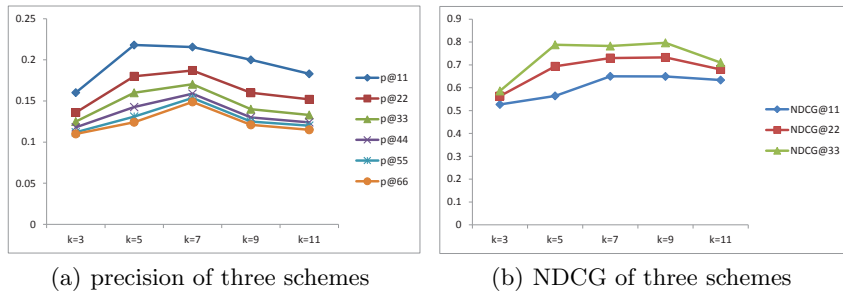 0.25
0.2
0.15
0.1
0.05
0
k=3 k=5 k=7 k=9 k=11
p@11
p@22
p@33
p@44
p@55
p@66
(a) precision of three schemes
0.9
0.8
0.7
0.6
0.5
0.4
0.3
0.2
0.1
0
k=3 k=5 k=7 k=9 k=11
NDCG@11
NDCG@22
NDCG@33
(b) NDCG of three schemes